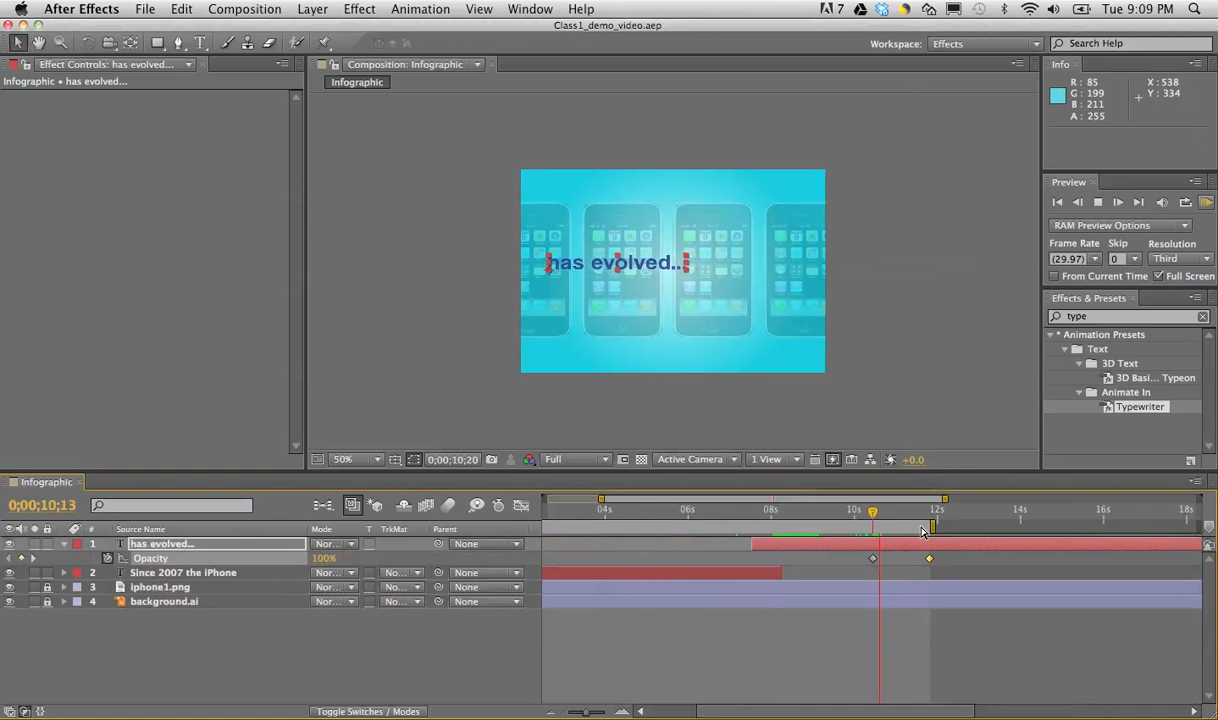 After Effects File Edit Composition Layer Effect Animation View Window Help 7 Tue 9:09 PM
Class1_demo_video.aep
Workspace: Effects Search Help
Effect Controls: has evolved...
Infographic • has evolved...
Composition: Infographic
Infographic
Info
R: 85
G: 199
B: 211
A: 255
X: 538
Y: 334
has evolved...
Preview
RAM Preview Options
Frame Rate Skip Resolution
(29.97) 0 Third
From Current Time Full Screen
Effects & Presets
type
* Animation Presets
Text
3D Text
3D Basi... Typeon
Animate In
Typewriter
50% 0;00;10;20 Full Active Camera 1 View +0.0
Infographic
0;00;10;13
04s 06s 08s 10s 12s 14s 16s 18s
# Source Name Mode T TrkMat Parent
1 T has evolved... Nor... None
Opacity 100%
2 T Since 2007 the iPhone Nor... No... None
3 iphone1.png Nor... No... None
4 background.ai Nor... No... None
Toggle Switches / Modes